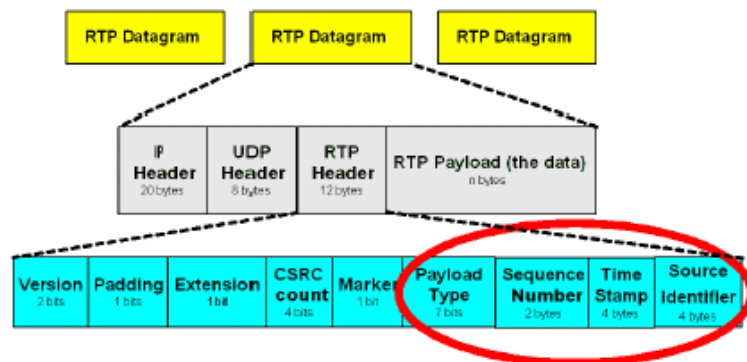 RTP Datagram
RTP Datagram
RTP Datagram
IP
Header
20 bytes
UDP
Header
8 bytes
RTP
Header
12 bytes
RTP Payload (the data)
n bytes
Version
2 bits
Padding
1 bits
Extension
1 bit
CSRC
count
4 bits
Marker
1 bit
Payload
Type
7 bits
Sequence
Number
2 bytes
Time
Stamp
4 bytes
Source
Identifier
4 bytes